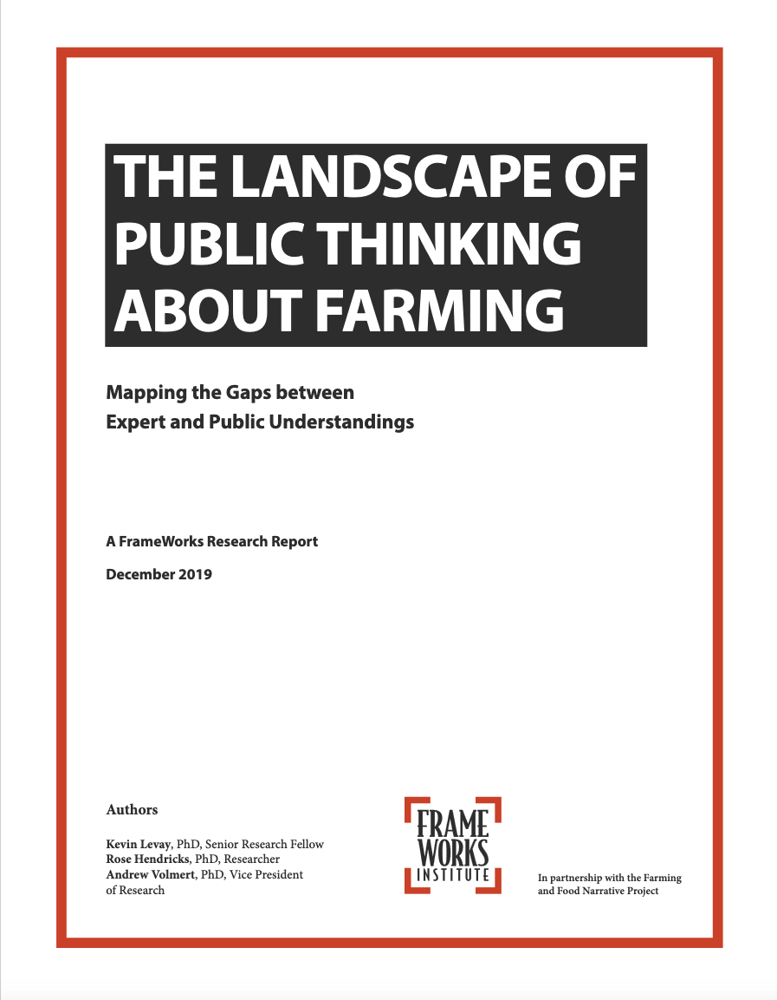 THE LANDSCAPE OF
PUBLIC THINKING
ABOUT FARMING
Mapping the Gaps between
Expert and Public Understandings
A FrameWorks Research Report
December 2019
Authors
Kevin Levay, PhD, Senior Research Fellow
Rose Hendricks, PhD, Researcher
Andrew Volmert, PhD, Vice President
of Research
FRAME
WORKS
INSTITUTE
In partnership with the Farming
and Food Narrative Project